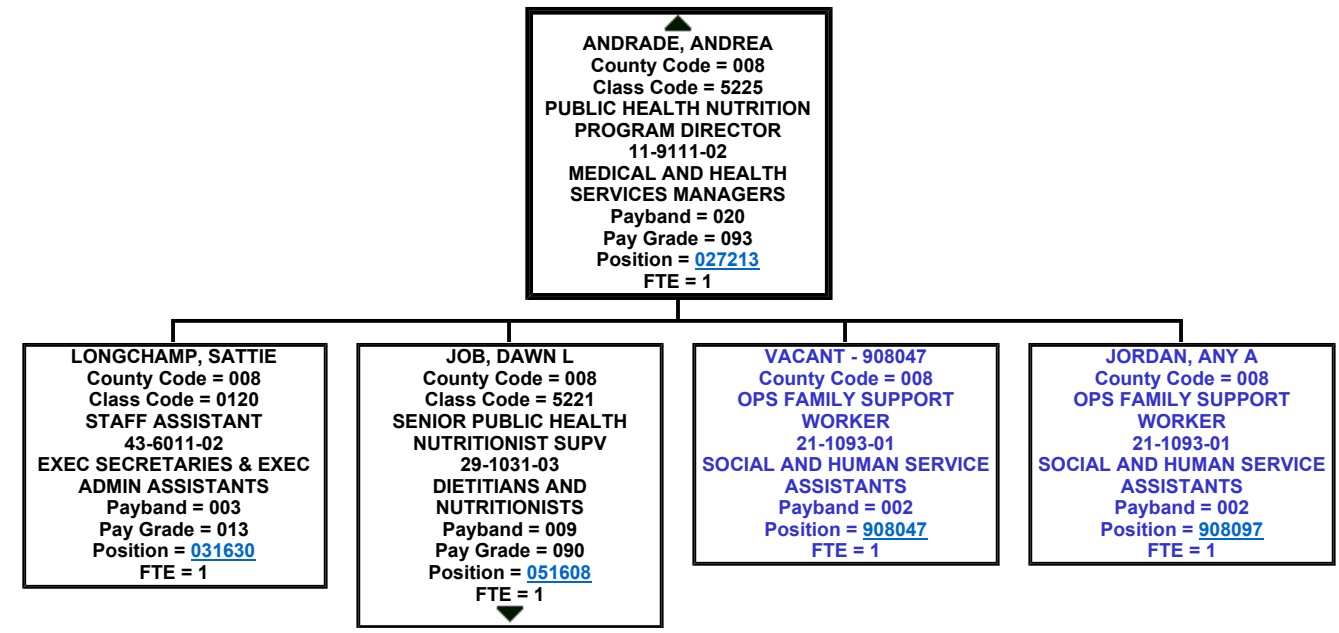 ANDRADE, ANDREA
County Code = 008
Class Code = 5225
PUBLIC HEALTH NUTRITION
PROGRAM DIRECTOR
11-9111-02
MEDICAL AND HEALTH
SERVICES MANAGERS
Payband = 020
Pay Grade = 093
Position = 027213
FTE = 1
LONGCHAMP, SATTIE
County Code = 008
Class Code = 0120
STAFF ASSISTANT
43-6011-02
EXEC SECRETARIES & EXEC
ADMIN ASSISTANTS
Payband = 003
Pay Grade = 013
Position = 031630
FTE = 1
JOB, DAWN L
County Code = 008
Class Code = 5221
SENIOR PUBLIC HEALTH
NUTRITIONIST SUPV
29-1031-03
DIETITIANS AND
NUTRITIONISTS
Payband = 009
Pay Grade = 090
Position = 051608
FTE = 1
VACANT - 908047
County Code = 008
OPS FAMILY SUPPORT
WORKER
21-1093-01
SOCIAL AND HUMAN SERVICE
ASSISTANTS
Payband = 002
Position = 908047
FTE = 1
JORDAN, ANY A
County Code = 008
OPS FAMILY SUPPORT
WORKER
21-1093-01
SOCIAL AND HUMAN SERVICE
ASSISTANTS
Payband = 002
Position = 908097
FTE = 1